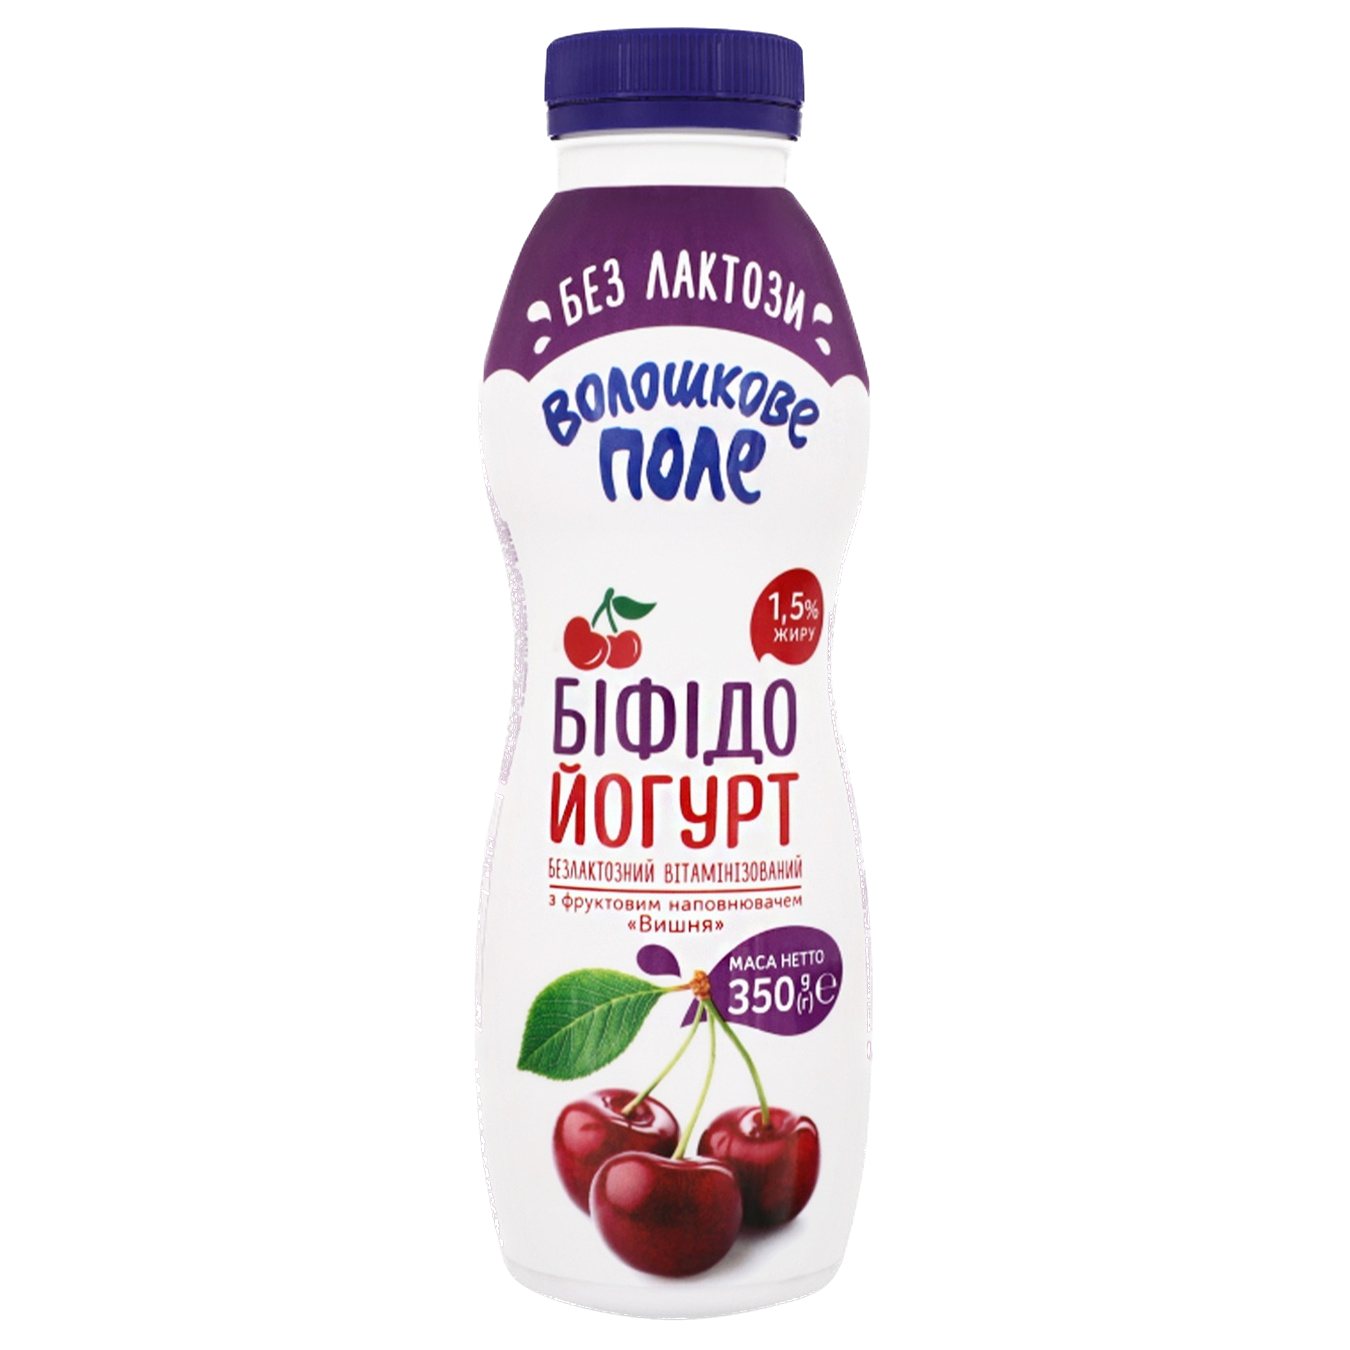 БЕЗ ЛАКТОЗИ
волошкове
поле
1,5%
ЖИРУ
БІФІДО
ЙОГУРТ
БЕЗЛАКТОЗНИЙ ВІТАМІНІЗОВАНИЙ
з фруктовим наповнювачем
«Вишня»
МАСА НЕТТО
350 g (г) ℮